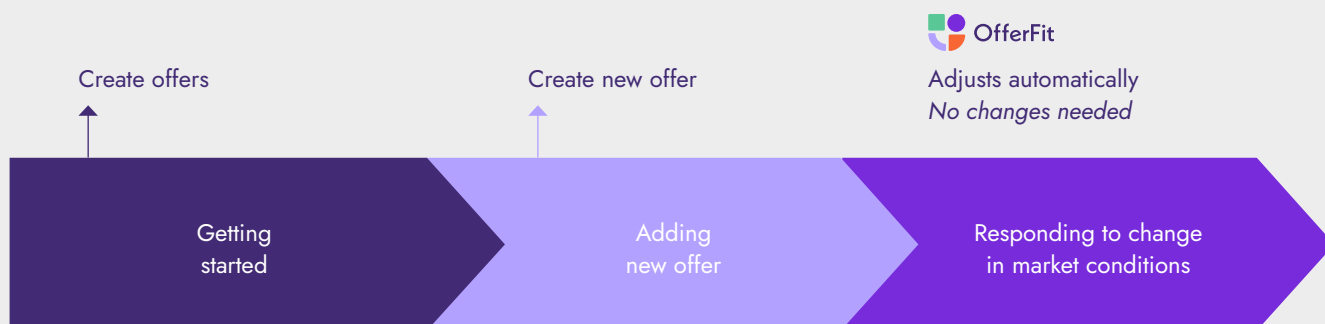 OfferFit
Create offers
Create new offer
Adjusts automatically
No changes needed
Getting
started
Adding
new offer
Responding to change
in market conditions